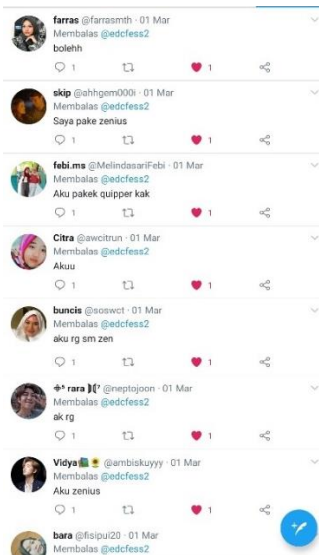 farras @farrasmth · 01 Mar
Membalas @edcfess2
bolehh
1 1
skip @ahhgem000i · 01 Mar
Membalas @edcfess2
Saya pake zenius
1 1
febi.ms @MelindasariFebi · 01 Mar
Membalas @edcfess2
Aku pakek quipper kak
1 1
Citra @awcitrun · 01 Mar
Membalas @edcfess2
Akuu
1 1
buncis @soswct · 01 Mar
Membalas @edcfess2
aku rg sm zen
1 1
rara @neptojoon · 01 Mar
Membalas @edcfess2
ak rg
1 1
Vidya @ambiskuyyy · 01 Mar
Membalas @edcfess2
Aku zenius
1 1
bara @fisipui20 · 01 Mar
Membalas @edcfess2